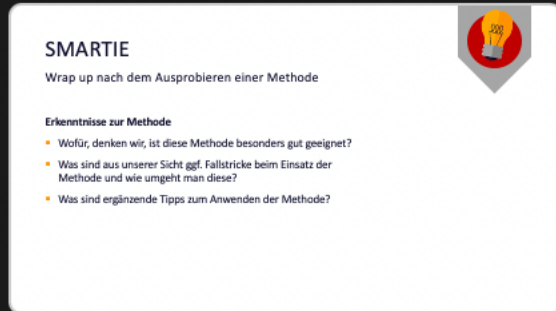 SMARTIE
Wrap up nach dem Ausprobieren einer Methode
Erkenntnisse zur Methode
Wofür, denken wir, ist diese Methode besonders gut geeignet?
Was sind aus unserer Sicht ggf. Fallstricke beim Einsatz der
Methode und wie umgeht man diese?
Was sind ergänzende Tipps zum Anwenden der Methode?